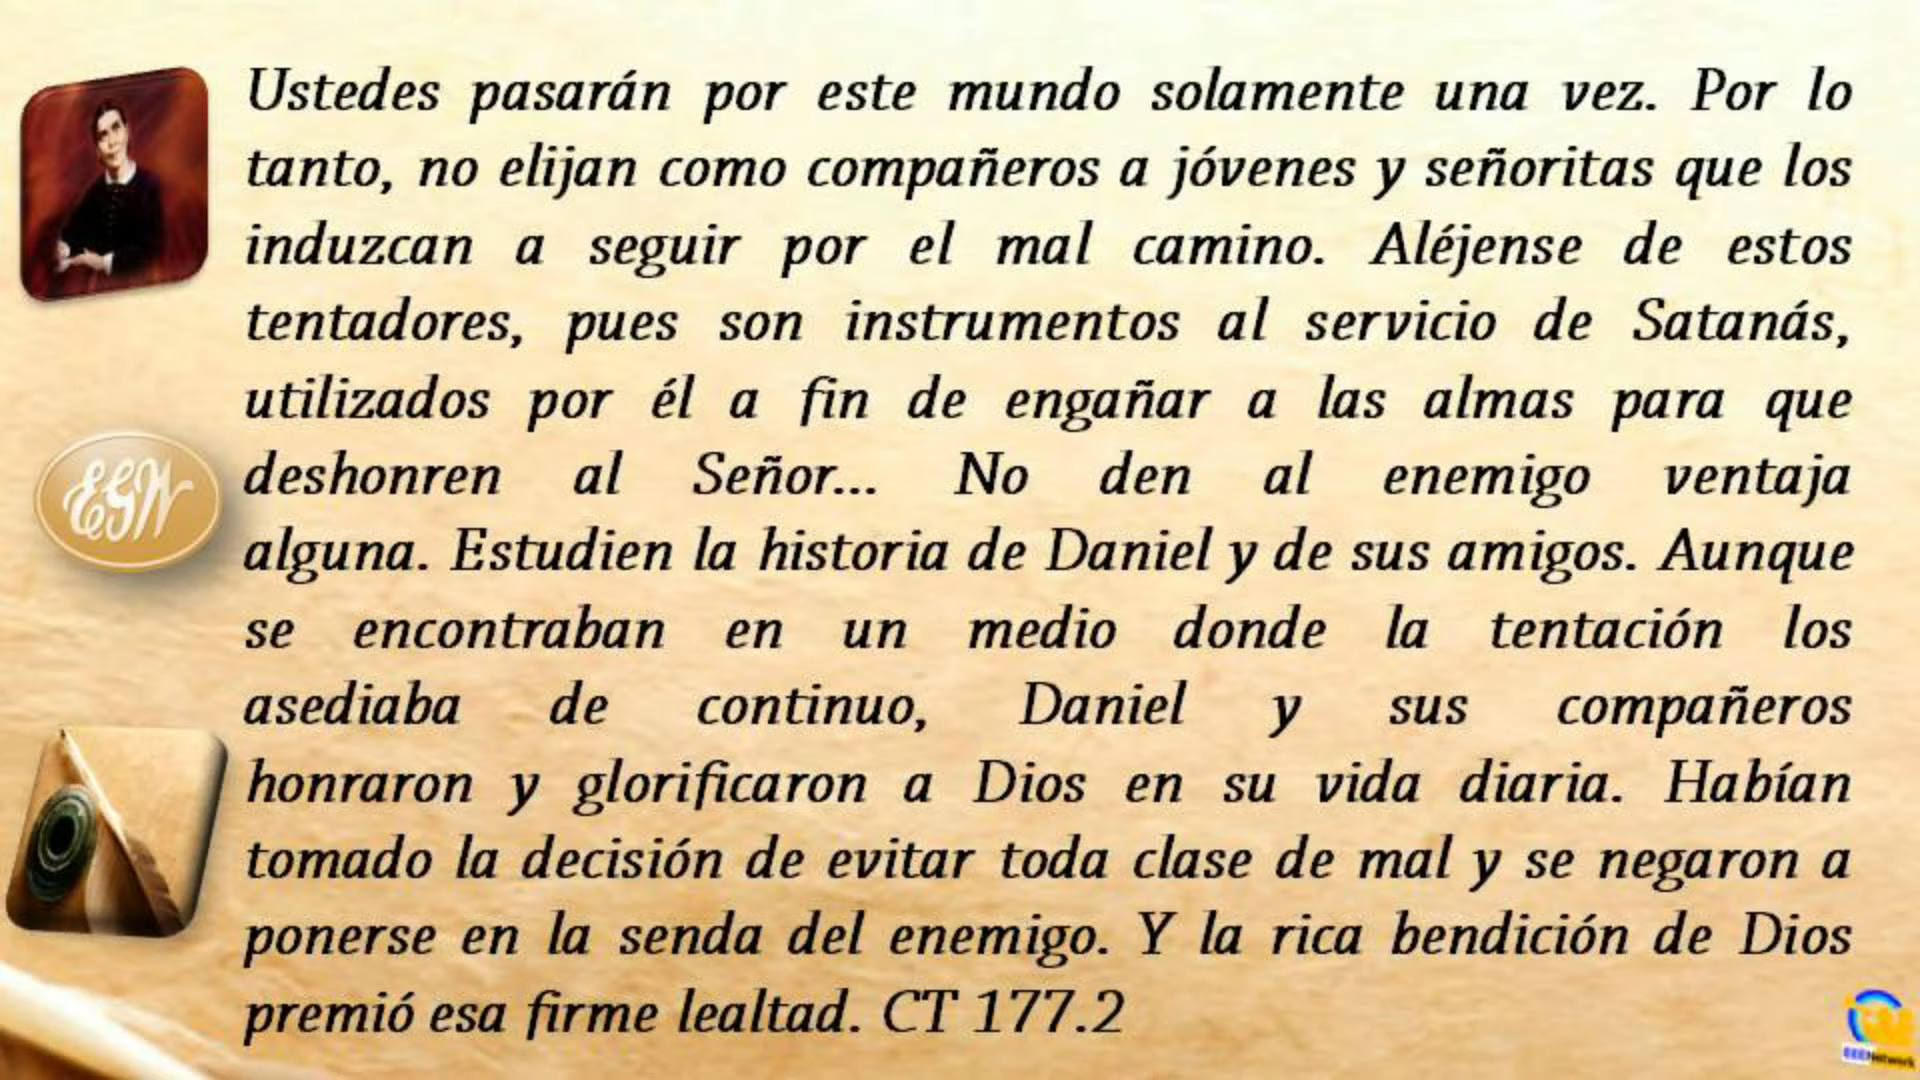 Ustedes pasarán por este mundo solamente una vez. Por lo
tanto, no elijan como compañeros a jóvenes y señoritas que los
induzcan a seguir por el mal camino. Aléjense de estos
tentadores, pues son instrumentos al servicio de Satanás,
utilizados por él a fin de engañar a las almas para que
deshonren al Señor... No den al enemigo ventaja
alguna. Estudien la historia de Daniel y de sus amigos. Aunque
se encontraban en un medio donde la tentación los
asediaba de continuo, Daniel y sus compañeros
honraron y glorificaron a Dios en su vida diaria. Habían
tomado la decisión de evitar toda clase de mal y se negaron a
ponerse en la senda del enemigo. Y la rica bendición de Dios
premió esa firme lealtad. CT 177.2
EGW